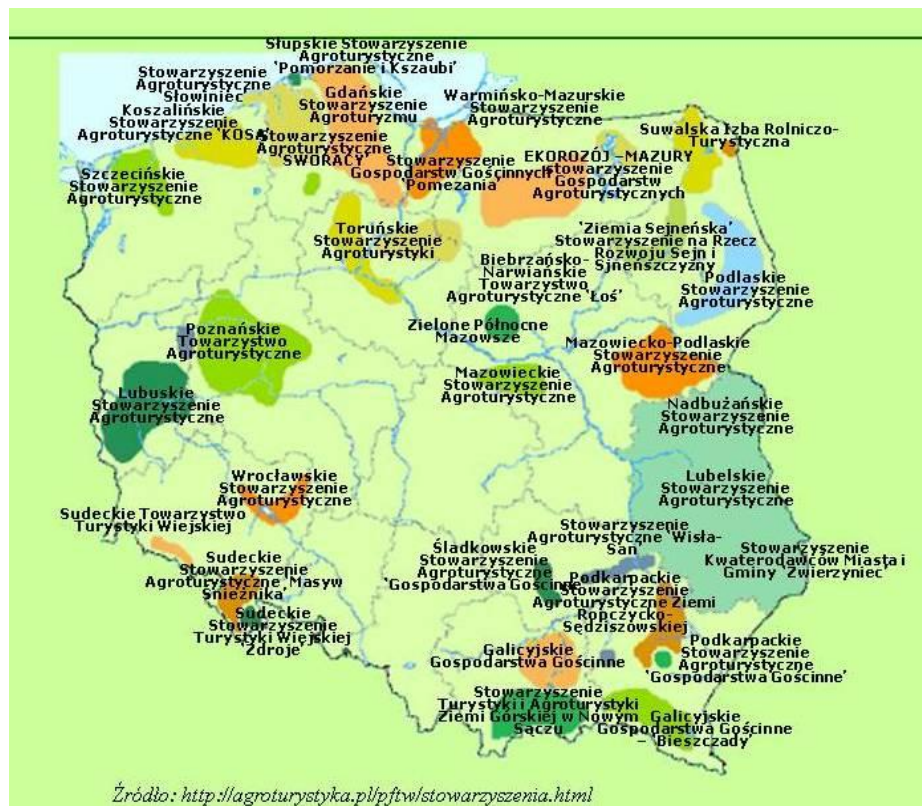 Słupskie Stowarzyszenie
Agroturystyczne
'Pomorzanie i Kszaubi'
Stowarzyszenie
Agroturystyczne
Słowiniec
Gdańskie
Stowarzyszenie
Agroturyzmu
Warmińsko-Mazurskie
Stowarzyszenie
Agroturystyczne
Koszalińskie
Stowarzyszenie
Agroturystyczne 'KOSA'
Stowarzyszenie
Agroturystyczne
'SWORACY'
Stowarzyszenie
Gospodarstw Gościnnych
'Pomezania'
EKOROZÓJ –MAZURY
stowarzyszenie
Gospodarstw
Agroturystycznych
Suwalska Izba Rolniczo-
Turystyczna
Szczecińskie
Stowarzyszenie
Agroturystyczne
Toruńskie
Stowarzyszenie
Agroturystyki
'Ziemia Sejneńska'
Stowarzyszenie na Rzecz
Rozwoju Sejn i
Sjneńszczyzny
Biebrzańsko-
Narwiańskie
Towarzystwo
Agroturystyczne 'Łoś'
Podlaskie
Stowarzyszenie
Agroturystyczne
Poznańskie
Towarzystwo
Agroturystyczne
Zielone Północne
Mazowsze
Mazowiecko-Podlaskie
Stowarzyszenie
Agroturystyczne
Mazowieckie
Stowarzyszenie
Agroturystyczne
Lubuskie
Stowarzyszenie
Agroturystyczne
Nadbużańskie
Stowarzyszenie
Agroturystyczne
Wrocławskie
Stowarzyszenie
Agroturystyczne
Lubelskie
Stowarzyszenie
Agroturystyczne
Sudeckie Towarzystwo
Turystyki Wiejskiej
Stowarzyszenie
Agroturystyczne 'Wisła-
San'
Śladkowskie
Stowarzyszenie
Agroturystyczne
'Gospodarstwa Gościnne
Stowarzyszenie
Kwaterodawców Miasta i
Gminy 'Zwierzyniec'
Sudeckie
Stowarzyszenie
Agroturystyczne 'Masyw
Śnieżnika'
Podkarpackie
Stowarzyszenie
Agroturystyczne Ziemi
Ropczycko-
Sędziszowskiej
Sudeckie
Stowarzyszenie
Turystyki Wiejskiej
'Zdroje'
Galicyjskie
Gospodarstwa Gościnne
Podkarpackie
Stowarzyszenie
Agroturystyczne
'Gospodarstwa Gościnne'
Stowarzyszenie
Turystyki i Agroturystyki
Ziemi Górskiej w Nowym
Sączu
Galicyjskie
Gospodarstwa Gościnne
– 'Bieszczady'
Źródło: http://agroturystyka.pl/pftw/stowarzyszenia.html